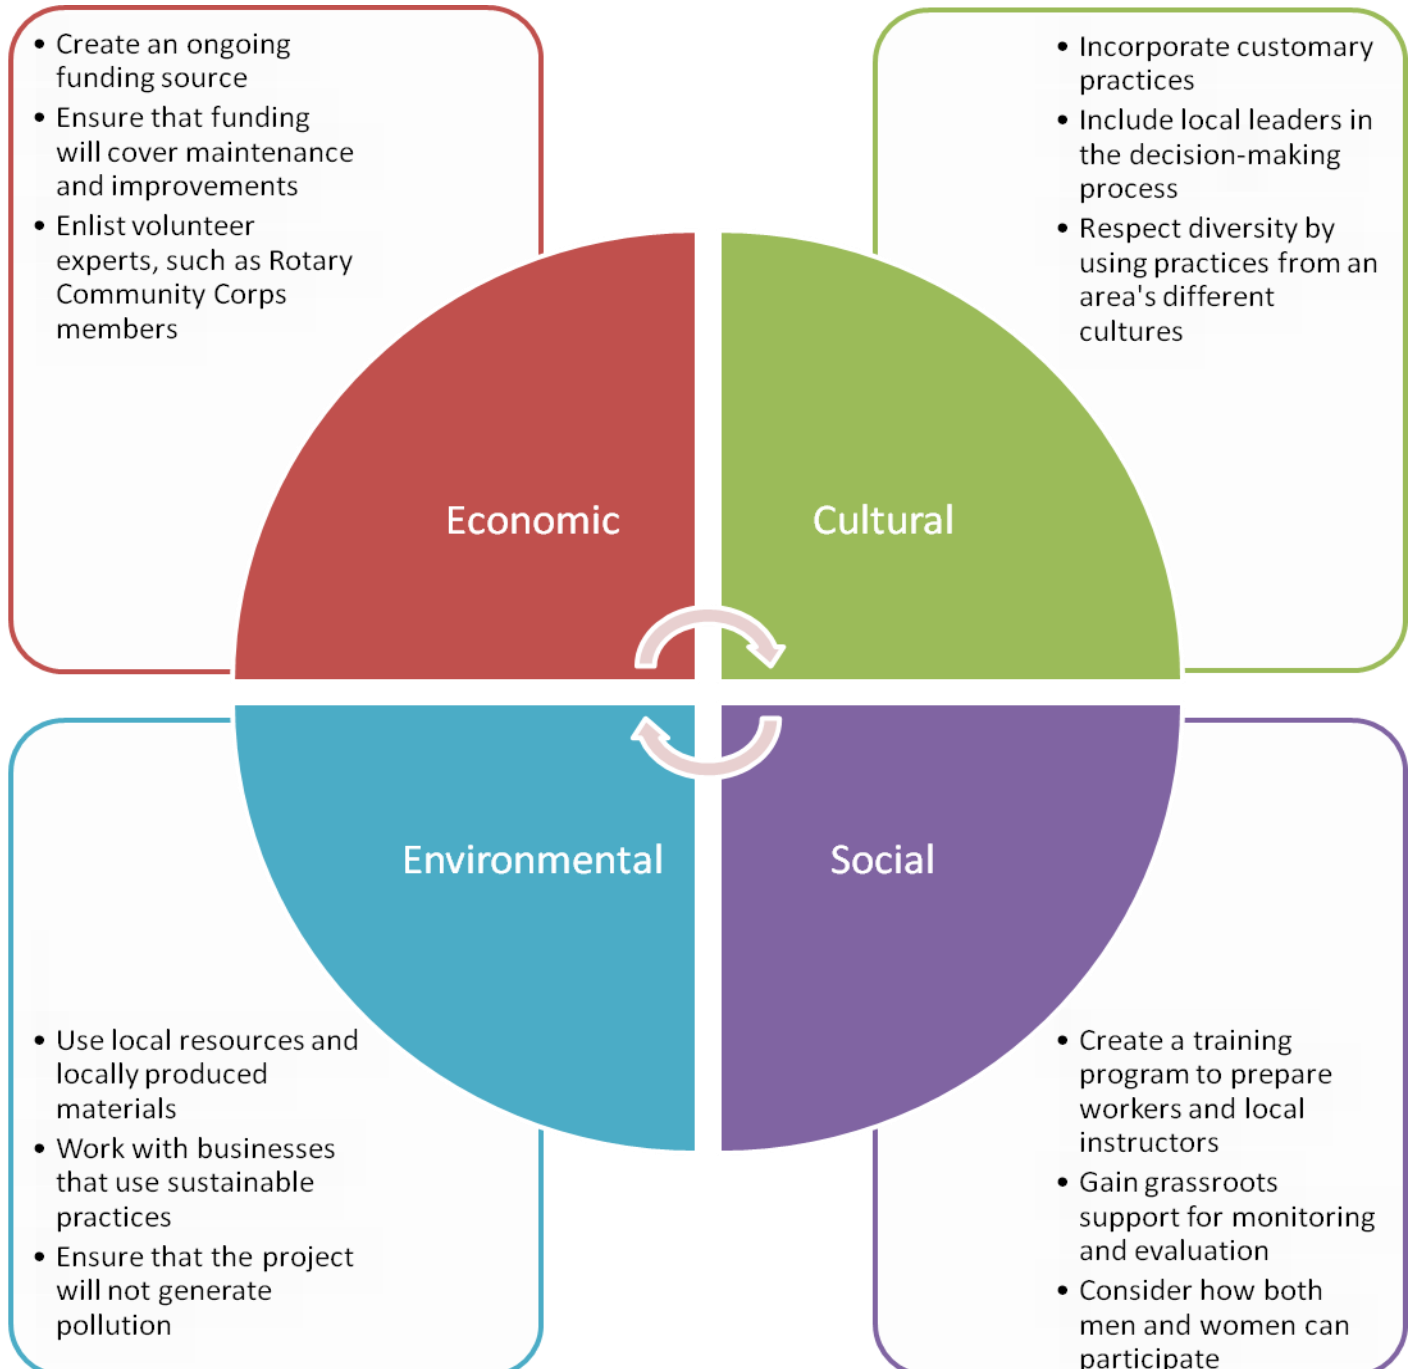 • Create an ongoing
funding source
• Ensure that funding
will cover maintenance
and improvements
• Enlist volunteer
experts, such as Rotary
Community Corps
members
• Incorporate customary
practices
• Include local leaders in
the decision-making
process
• Respect diversity by
using practices from an
area's different
cultures
Economic
Cultural
Environmental
Social
• Use local resources and
locally produced
materials
• Work with businesses
that use sustainable
practices
• Ensure that the project
will not generate
pollution
• Create a training
program to prepare
workers and local
instructors
• Gain grassroots
support for monitoring
and evaluation
• Consider how both
men and women can
participate